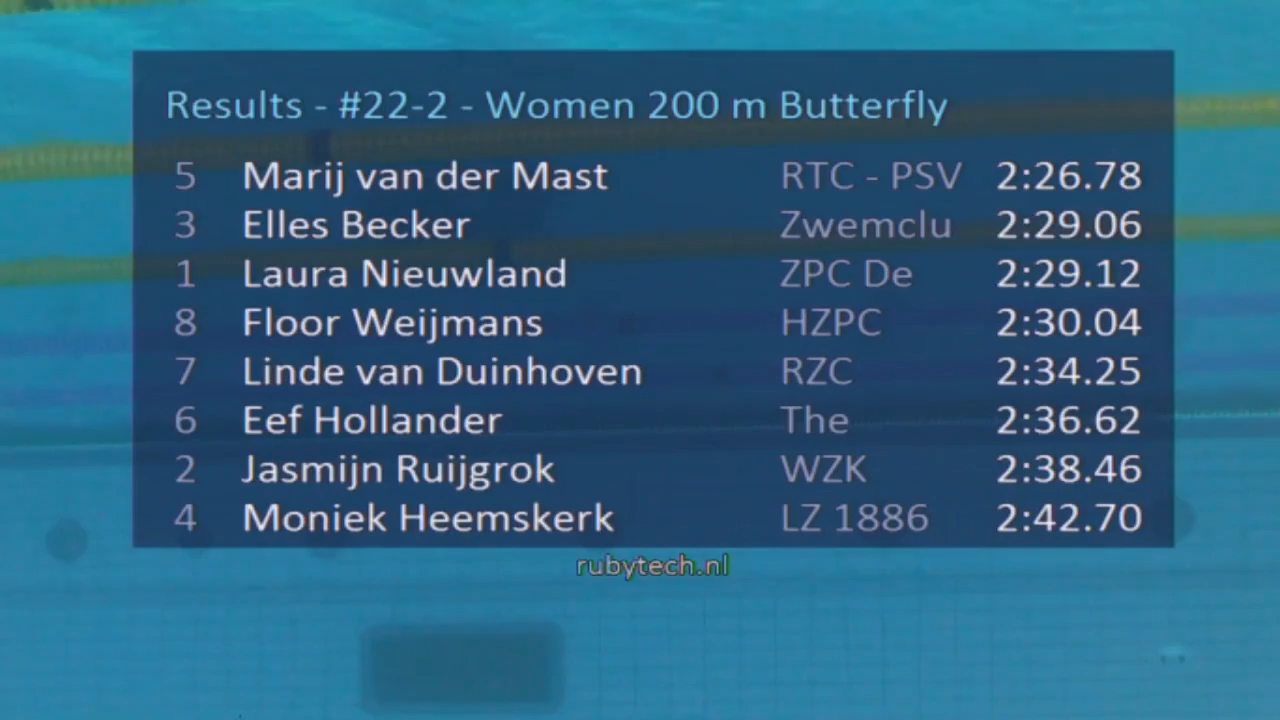 Results - #22-2 - Women 200 m Butterfly
5 Marij van der Mast RTC - PSV 2:26.78
3 Elles Becker Zwemclu 2:29.06
1 Laura Nieuwland ZPC De 2:29.12
8 Floor Weijmans HZPC 2:30.04
7 Linde van Duinhoven RZC 2:34.25
6 Eef Hollander The 2:36.62
2 Jasmijn Ruijgrok WZK 2:38.46
4 Moniek Heemskerk LZ 1886 2:42.70
rubytech.nl